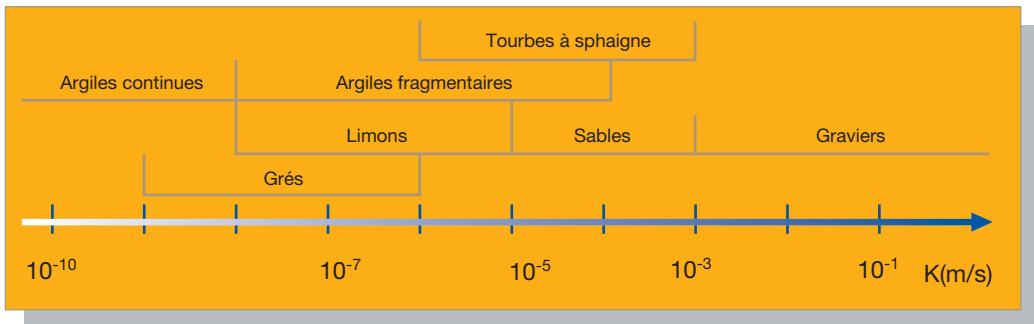 Tourbes à sphaigne
Argiles continues Argiles fragmentaires
Limons Sables Graviers
Grés
10⁻¹⁰ 10⁻⁷ 10⁻⁵ 10⁻³ 10⁻¹ K(m/s)